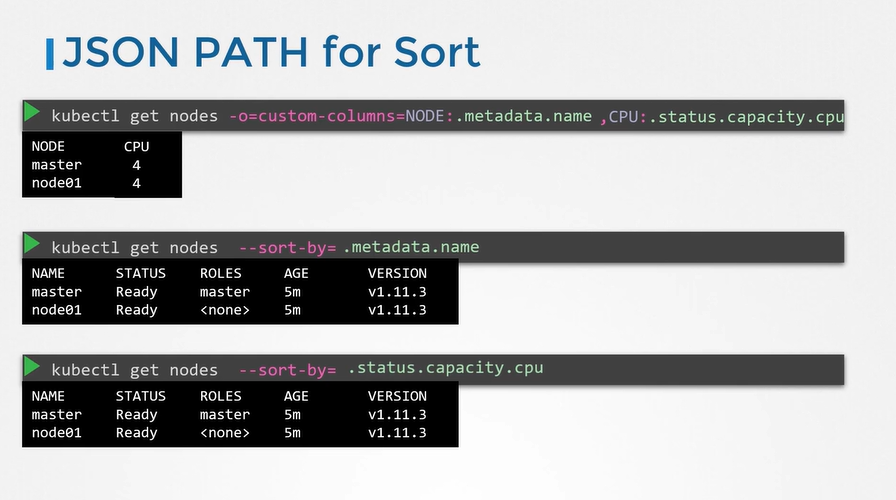 JSON PATH for Sort
kubectl get nodes -o=custom-columns=NODE:.metadata.name ,CPU:.status.capacity.cpu
NODE CPU
master 4
node01 4
kubectl get nodes --sort-by= .metadata.name
NAME STATUS ROLES AGE VERSION
master Ready master 5m v1.11.3
node01 Ready <none> 5m v1.11.3
kubectl get nodes --sort-by= .status.capacity.cpu
NAME STATUS ROLES AGE VERSION
master Ready master 5m v1.11.3
node01 Ready <none> 5m v1.11.3